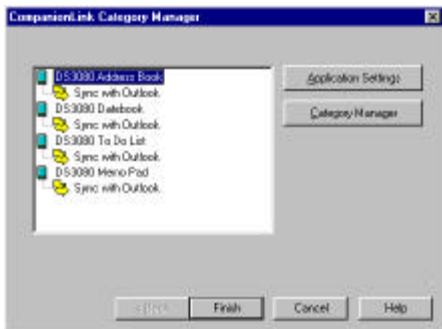 CompanionLink Category Manager
DS3080 Address Book
Sync with Outlook
DS3080 Datebook
Sync with Outlook
DS3080 To Do List
Sync with Outlook
DS3080 Memo Pad
Sync with Outlook
Application Settings
Category Manager
< Back
Finish
Cancel
Help